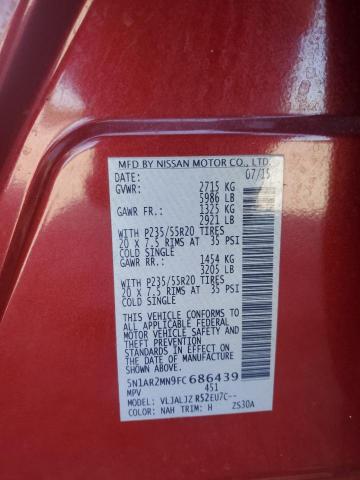 MFD BY NISSAN MOTOR CO., LTD.
DATE: 07/15
GVWR: 2715 KG
5986 LB
GAWR FR.: 1325 KG
2921 LB
WITH P235/55R20 TIRES
20 X 7.5 RIMS AT 35 PSI
COLD SINGLE
GAWR RR.: 1454 KG
3205 LB
WITH P235/55R20 TIRES
20 X 7.5 RIMS AT 35 PSI
COLD SINGLE
THIS VEHICLE CONFORMS TO
ALL APPLICABLE FEDERAL
MOTOR VEHICLE SAFETY AND
THEFT PREVENTION
STANDARDS IN EFFECT ON
THE DATE OF MANUFACTURE
SHOWN ABOVE.
5N1AR2MN9FC686439
MPV 451
MODEL: VLJALJZ R52EU7C--
COLOR: NAH TRIM: H ZS30A